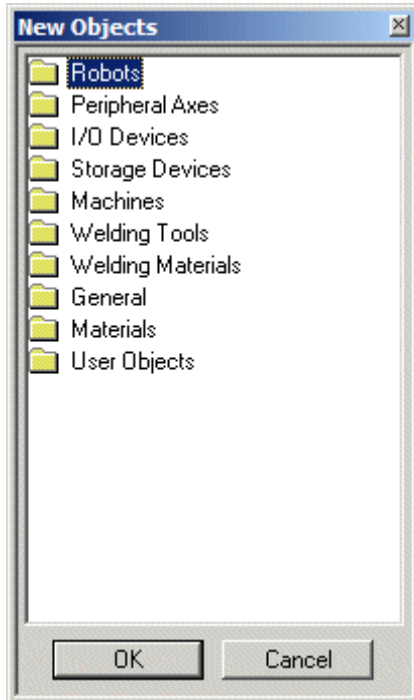 New Objects
Robots
Peripheral Axes
I/O Devices
Storage Devices
Machines
Welding Tools
Welding Materials
General
Materials
User Objects
OK
Cancel